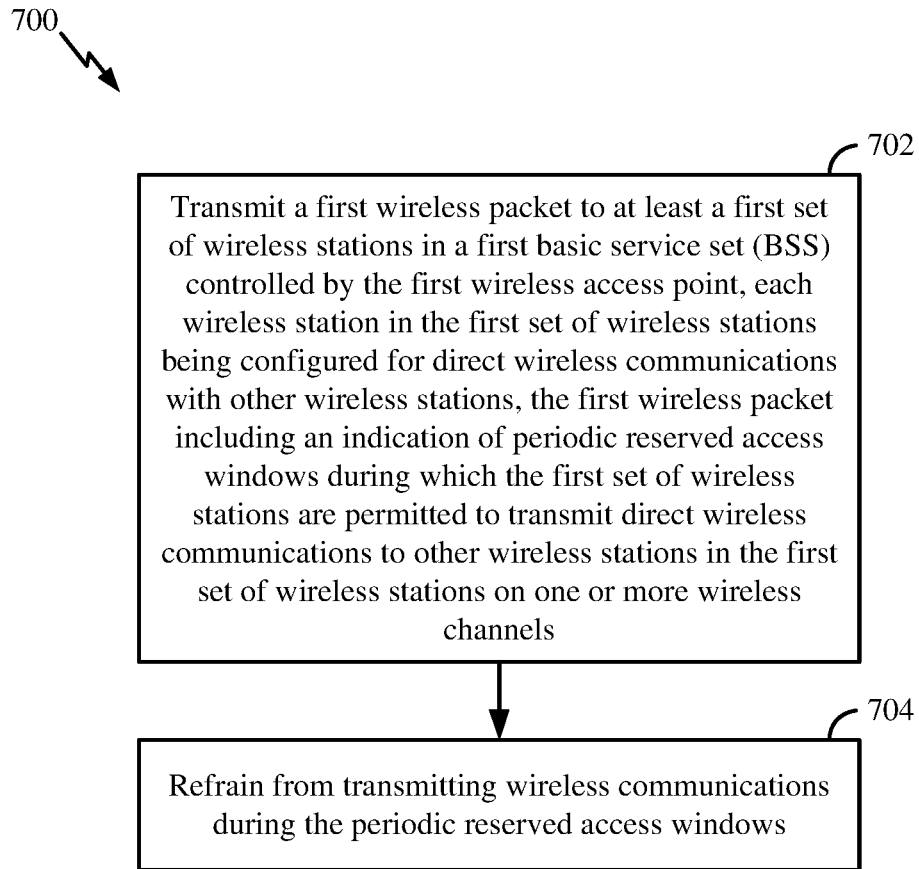 700
702
Transmit a first wireless packet to at least a first set
of wireless stations in a first basic service set (BSS)
controlled by the first wireless access point, each
wireless station in the first set of wireless stations
being configured for direct wireless communications
with other wireless stations, the first wireless packet
including an indication of periodic reserved access
windows during which the first set of wireless
stations are permitted to transmit direct wireless
communications to other wireless stations in the first
set of wireless stations on one or more wireless
channels
704
Refrain from transmitting wireless communications
during the periodic reserved access windows